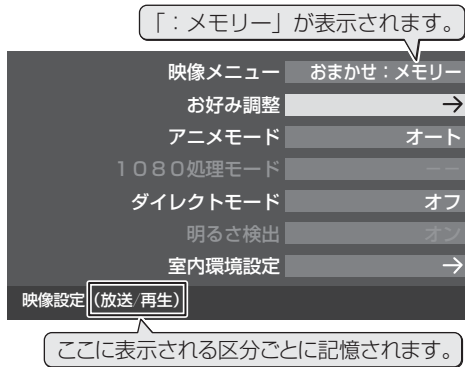 「：メモリー」が表示されます。
映像メニュー おまかせ：メモリー
お好み調整 →
アニメモード オート
１０８０処理モード －－
ダイレクトモード オフ
明るさ検出 オン
室内環境設定 →
映像設定 (放送/再生)
ここに表示される区分ごとに記憶されます。